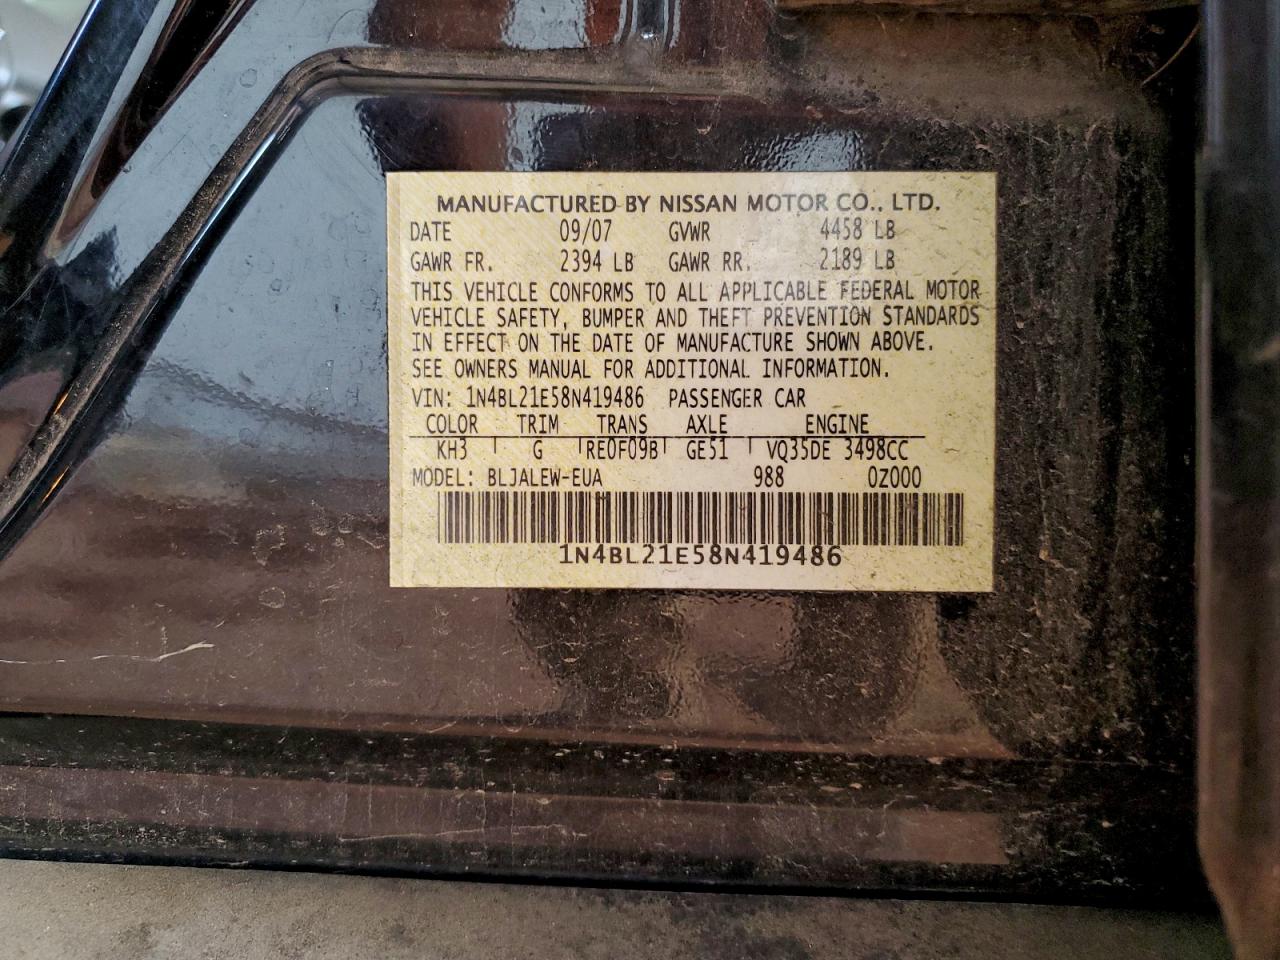 MANUFACTURED BY NISSAN MOTOR CO., LTD.
DATE 09/07 GVWR 4458 LB
GAWR FR. 2394 LB GAWR RR. 2189 LB
THIS VEHICLE CONFORMS TO ALL APPLICABLE FEDERAL MOTOR
VEHICLE SAFETY, BUMPER AND THEFT PREVENTION STANDARDS
IN EFFECT ON THE DATE OF MANUFACTURE SHOWN ABOVE.
SEE OWNERS MANUAL FOR ADDITIONAL INFORMATION.
VIN: 1N4BL21E58N419486 PASSENGER CAR
COLOR TRIM TRANS AXLE ENGINE
KH3 G RE0F09B GE51 VQ35DE 3498CC
MODEL: BLJALEW-EUA 988 0Z000
1N4BL21E58N419486